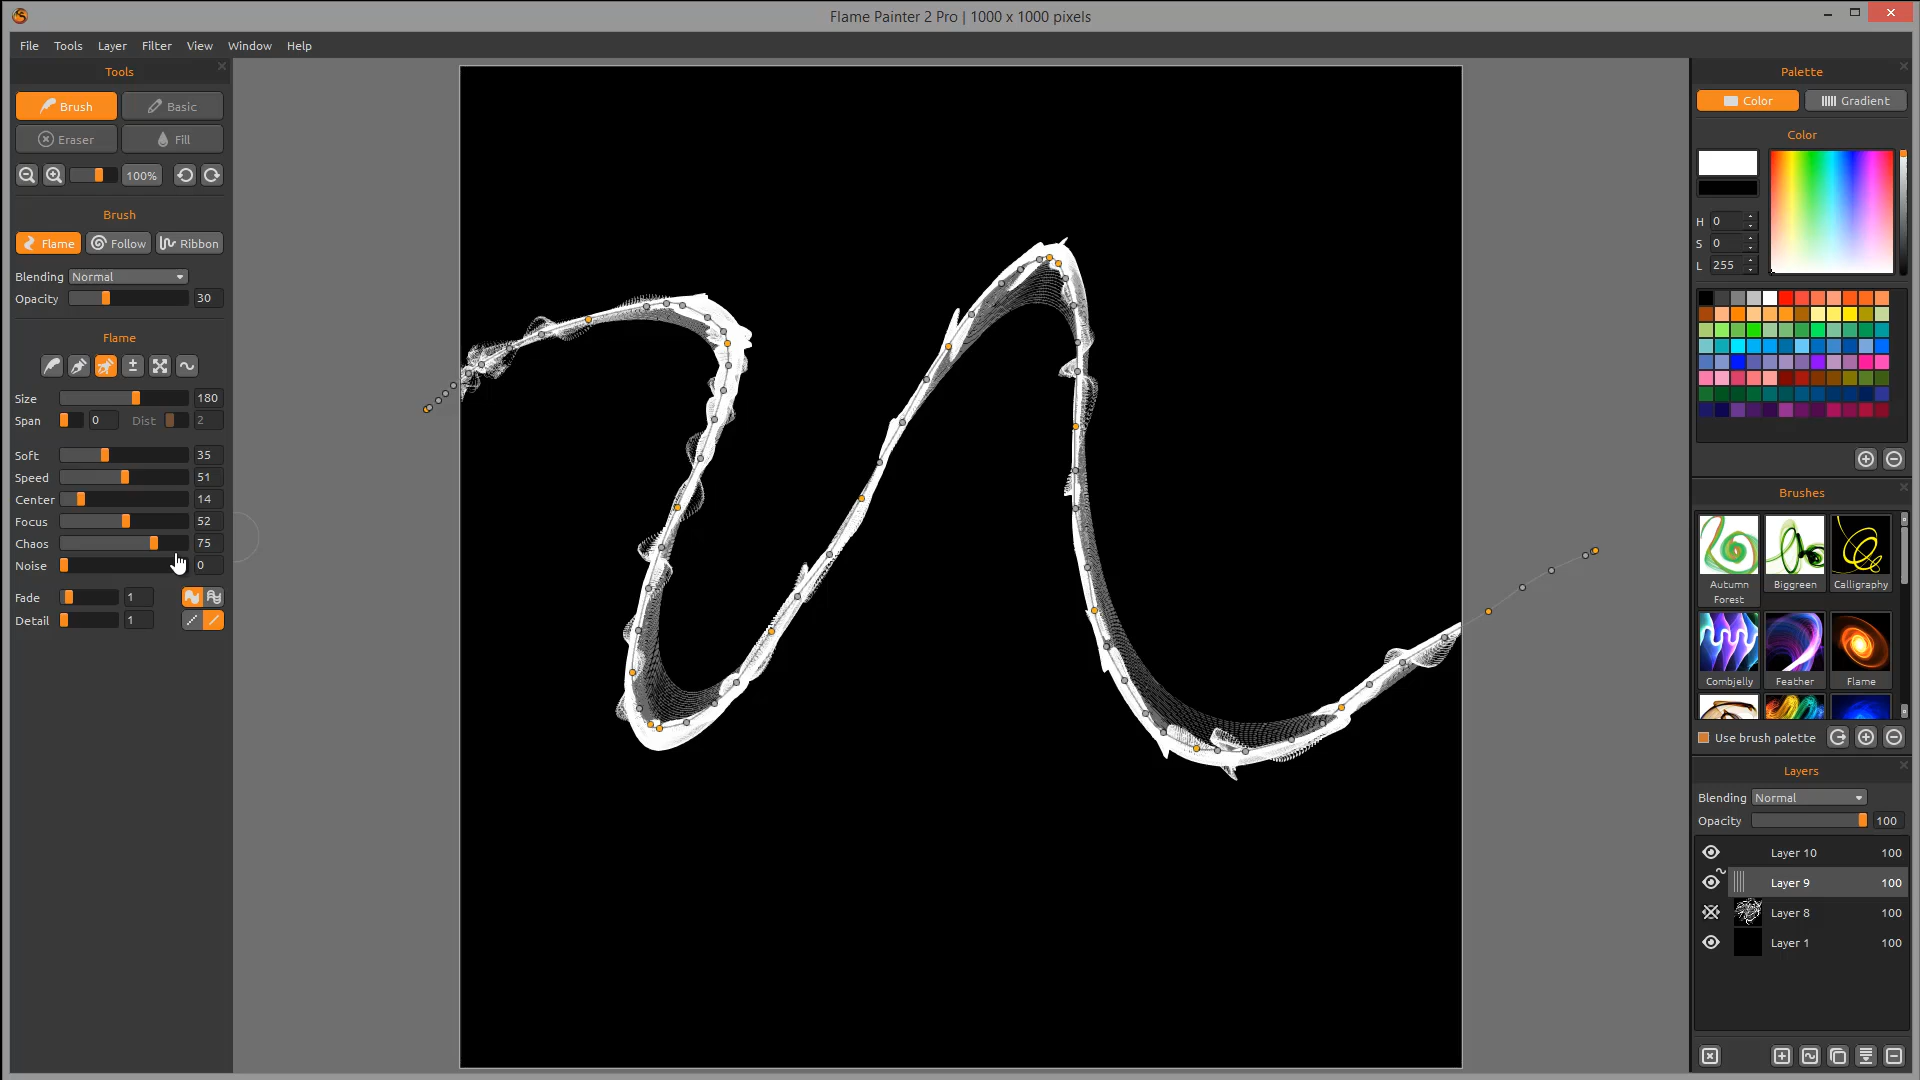 Flame Painter 2 Pro | 1000 x 1000 pixels
File Tools Layer Filter View Window Help
Tools
Brush Basic
Eraser Fill
100%
Brush
Flame Follow Ribbon
Blending Normal
Opacity 30
Flame
Size 180
Span 0 Dist 2
Soft 35
Speed 51
Center 14
Focus 52
Chaos 75
Noise 0
Fade 1
Detail 1
Palette
Color Gradient
Color
H 0
S 0
L 255
Brushes
Autumn Forest
Biggreen
Calligraphy
Combjelly
Feather
Flame
Use brush palette
Layers
Blending Normal
Opacity 100
Layer 10 100
Layer 9 100
Layer 8 100
Layer 1 100